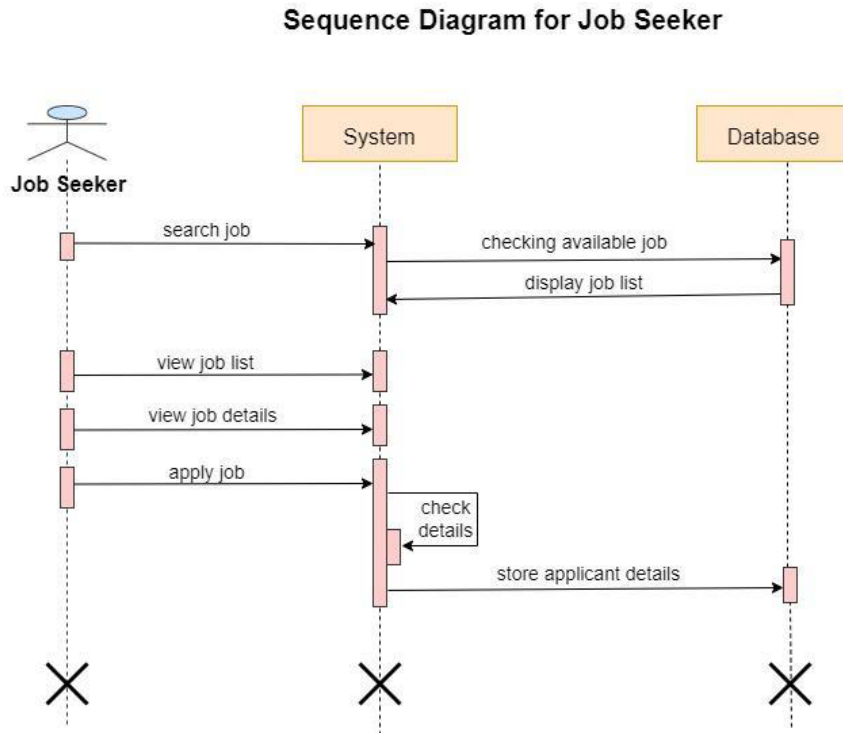 Sequence Diagram for Job Seeker
System
Database
Job Seeker
search job
checking available job
display job list
view job list
view job details
apply job
check
details
store applicant details